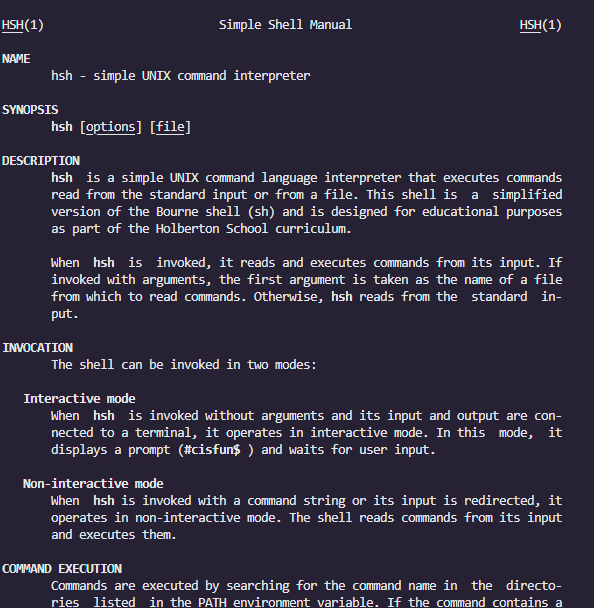 HSH(1) Simple Shell Manual HSH(1)
NAME
hsh - simple UNIX command interpreter
SYNOPSIS
hsh [options] [file]
DESCRIPTION
hsh is a simple UNIX command language interpreter that executes commands
read from the standard input or from a file. This shell is a simplified
version of the Bourne shell (sh) and is designed for educational purposes
as part of the Holberton School curriculum.
When hsh is invoked, it reads and executes commands from its input. If
invoked with arguments, the first argument is taken as the name of a file
from which to read commands. Otherwise, hsh reads from the standard in-
put.
INVOCATION
The shell can be invoked in two modes:
Interactive mode
When hsh is invoked without arguments and its input and output are con-
nected to a terminal, it operates in interactive mode. In this mode, it
displays a prompt (#cisfun$ ) and waits for user input.
Non-interactive mode
When hsh is invoked with a command string or its input is redirected, it
operates in non-interactive mode. The shell reads commands from its input
and executes them.
COMMAND EXECUTION
Commands are executed by searching for the command name in the directo-
ries listed in the PATH environment variable. If the command contains a